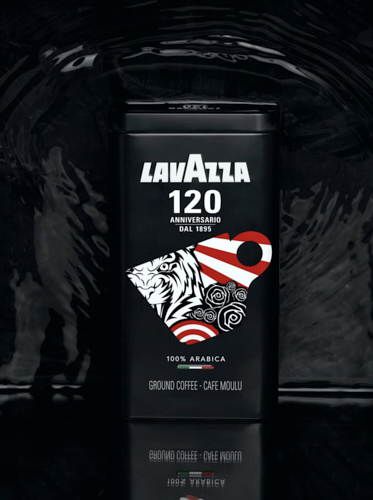 LAVAZZA
120
ANNIVERSARIO
DAL 1895
100% ARABICA
GROUND COFFEE - CAFE MOULU